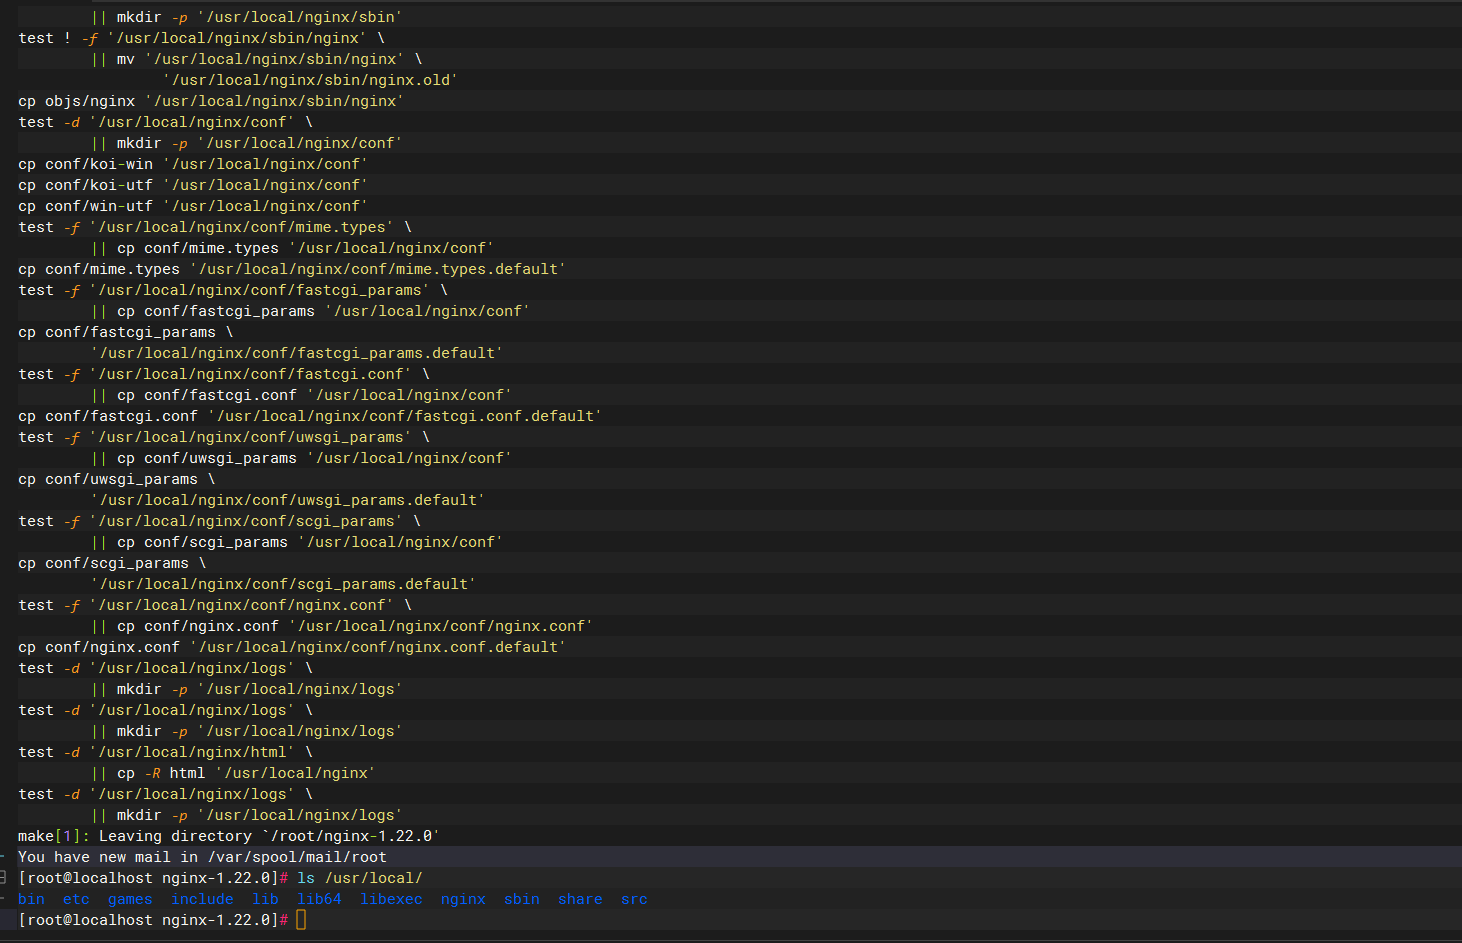 || mkdir -p '/usr/local/nginx/sbin'
test ! -f '/usr/local/nginx/sbin/nginx' \
|| mv '/usr/local/nginx/sbin/nginx' \
'/usr/local/nginx/sbin/nginx.old'
cp objs/nginx '/usr/local/nginx/sbin/nginx'
test -d '/usr/local/nginx/conf' \
|| mkdir -p '/usr/local/nginx/conf'
cp conf/koi-win '/usr/local/nginx/conf'
cp conf/koi-utf '/usr/local/nginx/conf'
cp conf/win-utf '/usr/local/nginx/conf'
test -f '/usr/local/nginx/conf/mime.types' \
|| cp conf/mime.types '/usr/local/nginx/conf'
cp conf/mime.types '/usr/local/nginx/conf/mime.types.default'
test -f '/usr/local/nginx/conf/fastcgi_params' \
|| cp conf/fastcgi_params '/usr/local/nginx/conf'
cp conf/fastcgi_params \
'/usr/local/nginx/conf/fastcgi_params.default'
test -f '/usr/local/nginx/conf/fastcgi.conf' \
|| cp conf/fastcgi.conf '/usr/local/nginx/conf'
cp conf/fastcgi.conf '/usr/local/nginx/conf/fastcgi.conf.default'
test -f '/usr/local/nginx/conf/uwsgi_params' \
|| cp conf/uwsgi_params '/usr/local/nginx/conf'
cp conf/uwsgi_params \
'/usr/local/nginx/conf/uwsgi_params.default'
test -f '/usr/local/nginx/conf/scgi_params' \
|| cp conf/scgi_params '/usr/local/nginx/conf'
cp conf/scgi_params \
'/usr/local/nginx/conf/scgi_params.default'
test -f '/usr/local/nginx/conf/nginx.conf' \
|| cp conf/nginx.conf '/usr/local/nginx/conf/nginx.conf'
cp conf/nginx.conf '/usr/local/nginx/conf/nginx.conf.default'
test -d '/usr/local/nginx/logs' \
|| mkdir -p '/usr/local/nginx/logs'
test -d '/usr/local/nginx/logs' \
|| mkdir -p '/usr/local/nginx/logs'
test -d '/usr/local/nginx/html' \
|| cp -R html '/usr/local/nginx'
test -d '/usr/local/nginx/logs' \
|| mkdir -p '/usr/local/nginx/logs'
make[1]: Leaving directory `/root/nginx-1.22.0'
You have new mail in /var/spool/mail/root
[root@localhost nginx-1.22.0]# ls /usr/local/
bin etc games include lib lib64 libexec nginx sbin share src
[root@localhost nginx-1.22.0]#